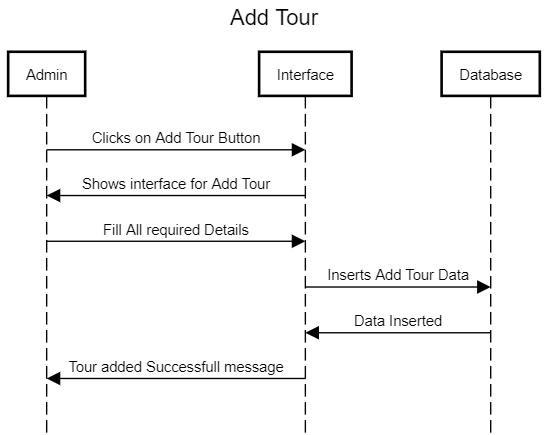 Add Tour
Admin
Interface
Database
Clicks on Add Tour Button
Shows interface for Add Tour
Fill All required Details
Inserts Add Tour Data
Data Inserted
Tour added Successfull message